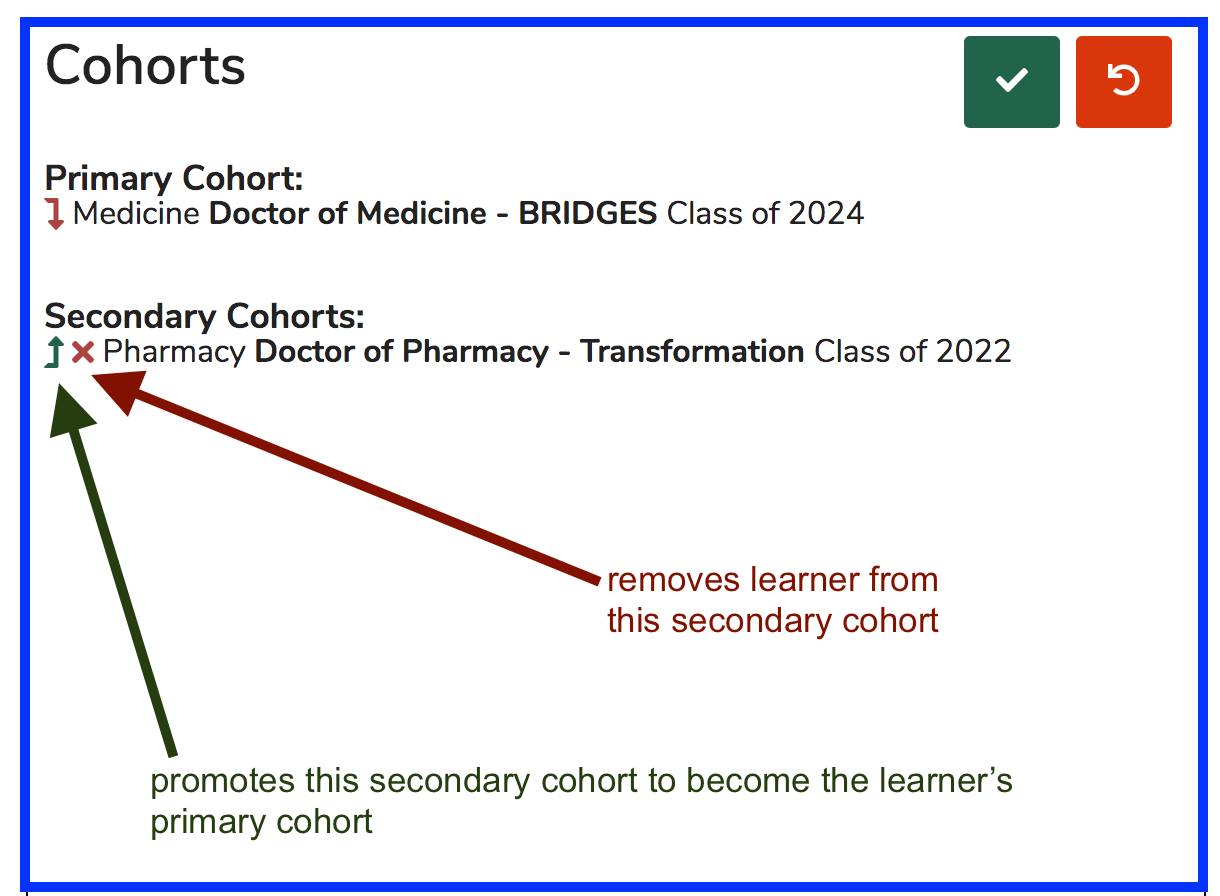 Cohorts
Primary Cohort:
Medicine Doctor of Medicine - BRIDGES Class of 2024
Secondary Cohorts:
Pharmacy Doctor of Pharmacy - Transformation Class of 2022
removes learner from
this secondary cohort
promotes this secondary cohort to become the learner’s
primary cohort